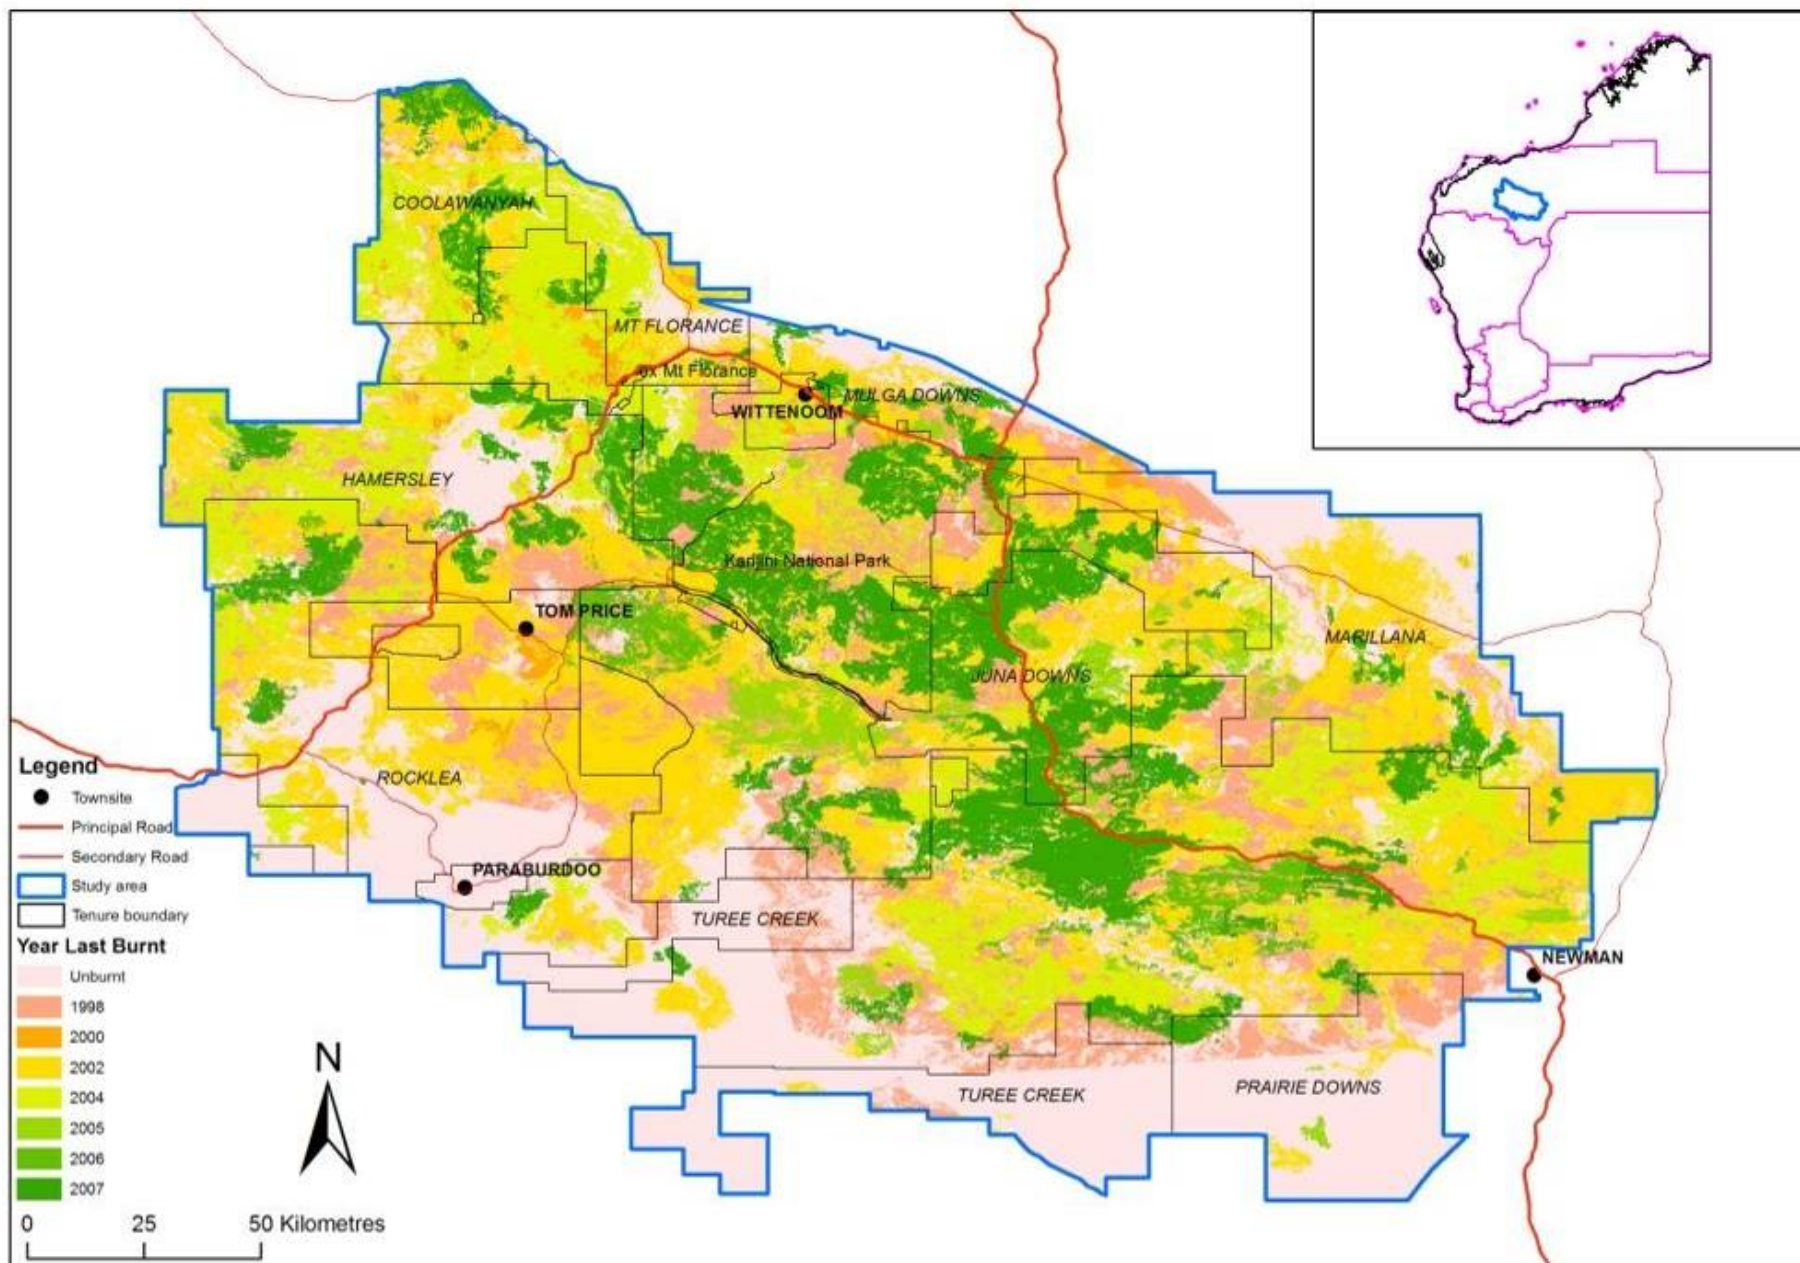 COOLAWANYAH
MT FLORANCE
ex Mt Florance
MULGA DOWNS
WITTENOOM
HAMERSLEY
Karijini National Park
TOM PRICE
MARILLANA
JUNA DOWNS
ROCKLEA
PARABURDOO
TUREE CREEK
NEWMAN
TUREE CREEK
PRAIRIE DOWNS
Legend
Townsite
Principal Road
Secondary Road
Study area
Tenure boundary
Year Last Burnt
Unburnt
1998
2000
2002
2004
2005
2006
2007
N
0 25 50 Kilometres